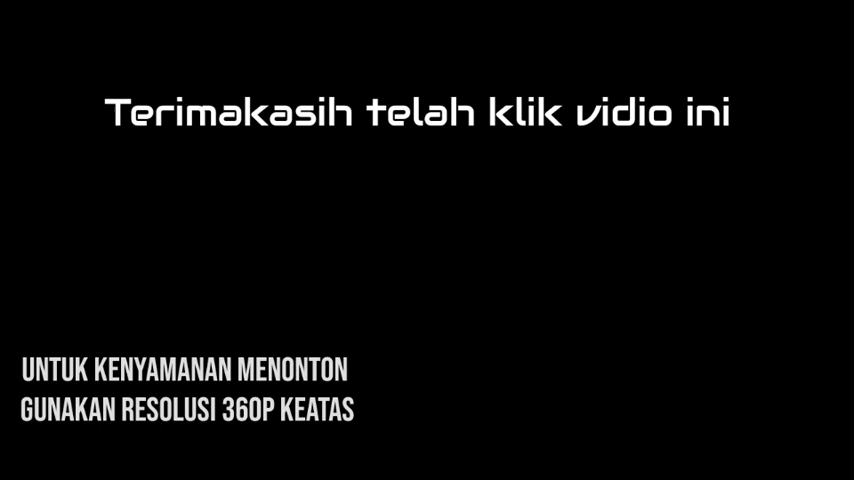 Terimakasih telah klik vidio ini
UNTUK KENYAMANAN MENONTON
GUNAKAN RESOLUSI 360P KEATAS